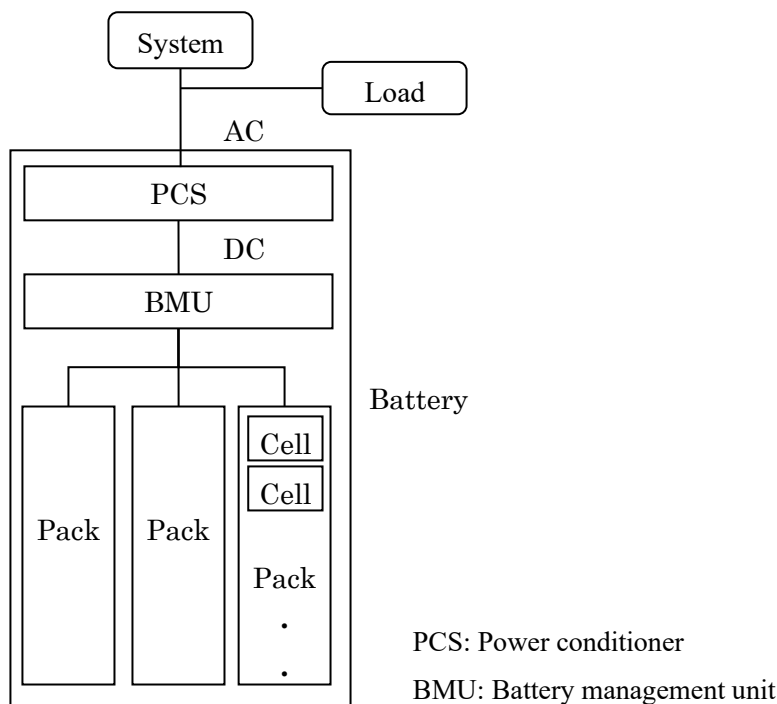 System
Load
AC
PCS
DC
BMU
Battery
Cell
Cell
Pack
Pack
Pack
.
.
PCS: Power conditioner
BMU: Battery management unit